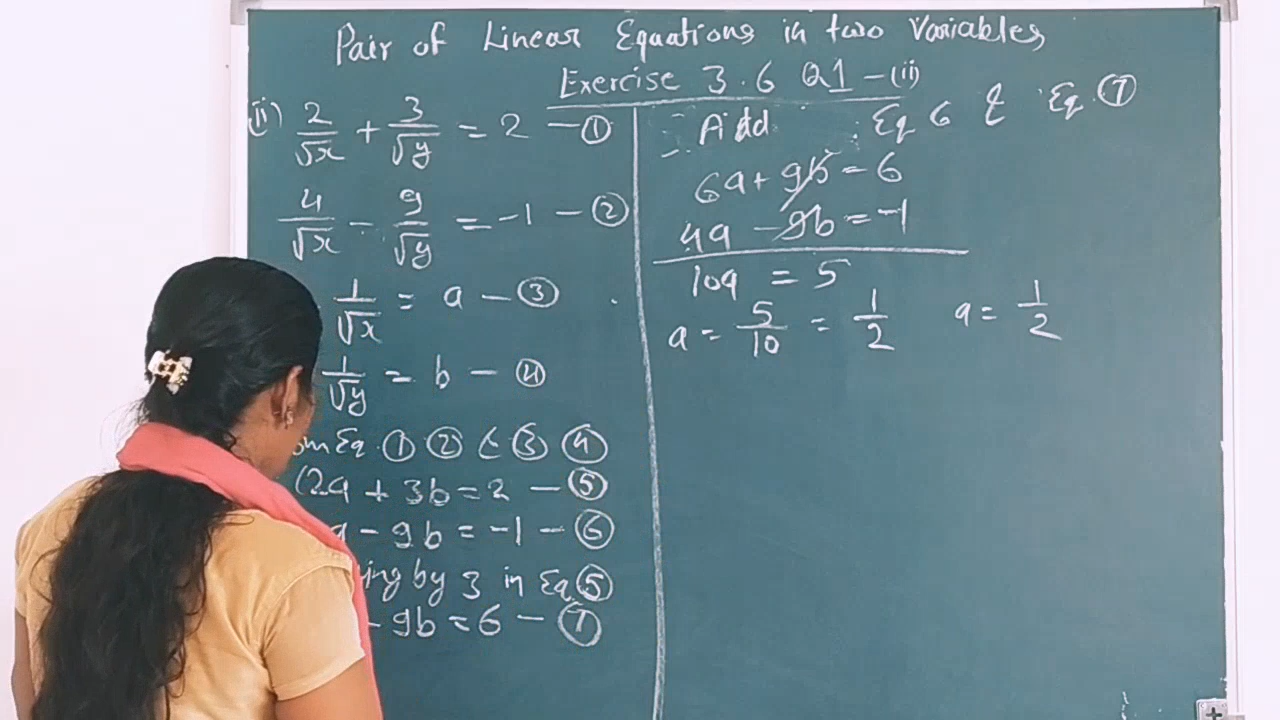 Pair of Linear Equations in two Variables
Exercise 3.6 Q1 - (ii)
(ii) 2/√x + 3/√y = 2 - ①
4/√x - 9/√y = -1 - ②
1/√x = a - ③
1/√y = b - ④
Eq. ① ② & ③ ④
(2a + 3b = 2 - ⑤
- 9b = -1 - ⑥
by 3 in Eq ⑤
9b = 6 - ⑦
Add Eq 6 & Eq. ⑦
6a + 9b = 6
4a - 9b = -1
10a = 5
a = 5/10 = 1/2 a = 1/2